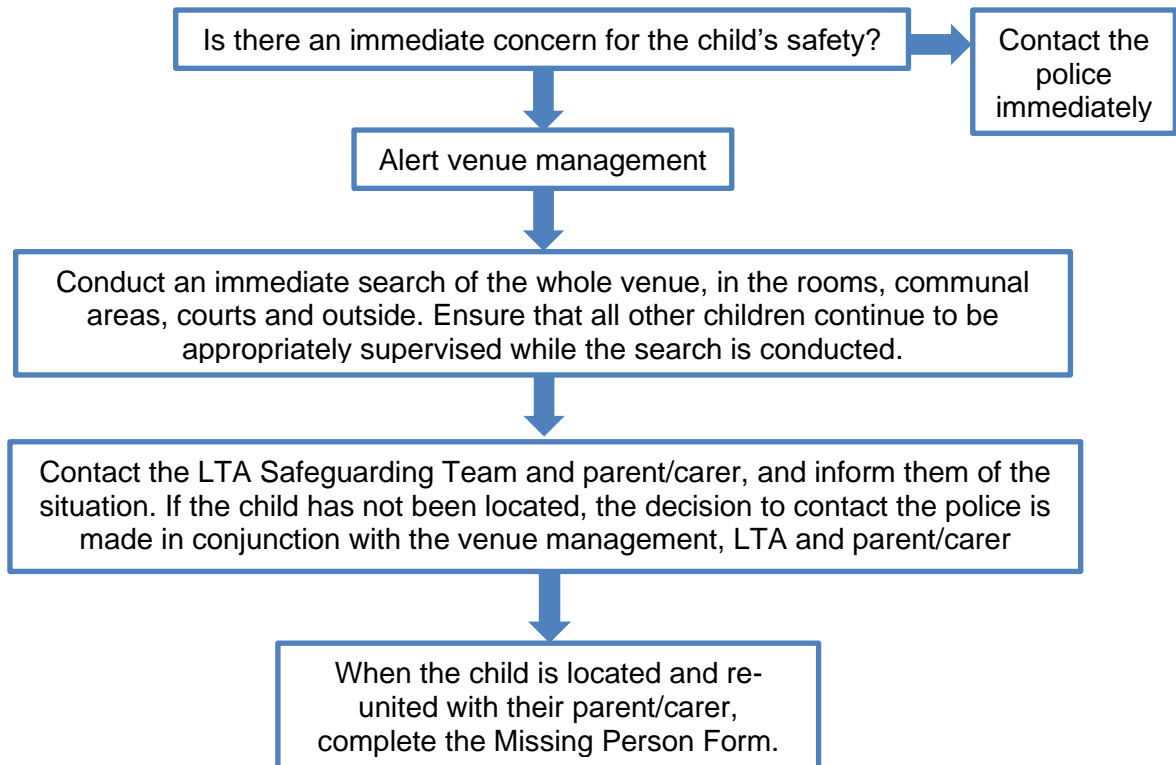 Is there an immediate concern for the child’s safety?
Contact the
police
immediately
Alert venue management
Conduct an immediate search of the whole venue, in the rooms, communal
areas, courts and outside. Ensure that all other children continue to be
appropriately supervised while the search is conducted.
Contact the LTA Safeguarding Team and parent/carer, and inform them of the
situation. If the child has not been located, the decision to contact the police is
made in conjunction with the venue management, LTA and parent/carer
When the child is located and re-
united with their parent/carer,
complete the Missing Person Form.